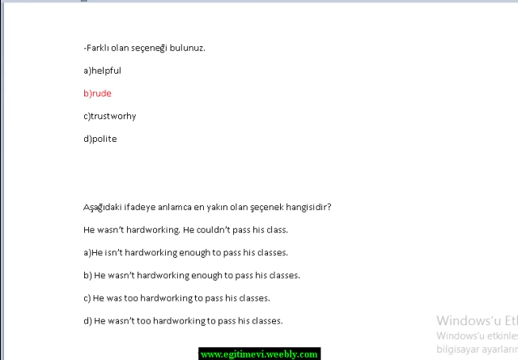 -Farklı olan seçeneği bulunuz.
a)helpful
b)rude
c)trustworhy
d)polite
Aşağıdaki ifadeye anlamca en yakın olan şeçenek hangisidir?
He wasn't hardworking. He couldn't pass his class.
a)He isn't hardworking enough to pass his classes.
b) He wasn't hardworking enough to pass his classes.
c) He was too hardworking to pass his classes.
d) He wasn't too hardworking to pass his classes.
Windows'u Etl
Windows'u etkinleş
bilgisayar ayarların
www.egitimevi.weebly.com